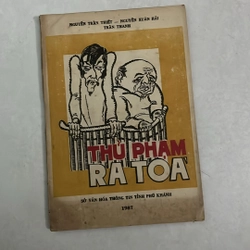 NGUYỄN TRẦN THIẾT - NGUYỄN XUÂN HẢI
TRẦN THANH
THỦ PHẠM
RA TÒA
SỞ VĂN HÓA THÔNG TIN TỈNH PHÚ KHÁNH
1987